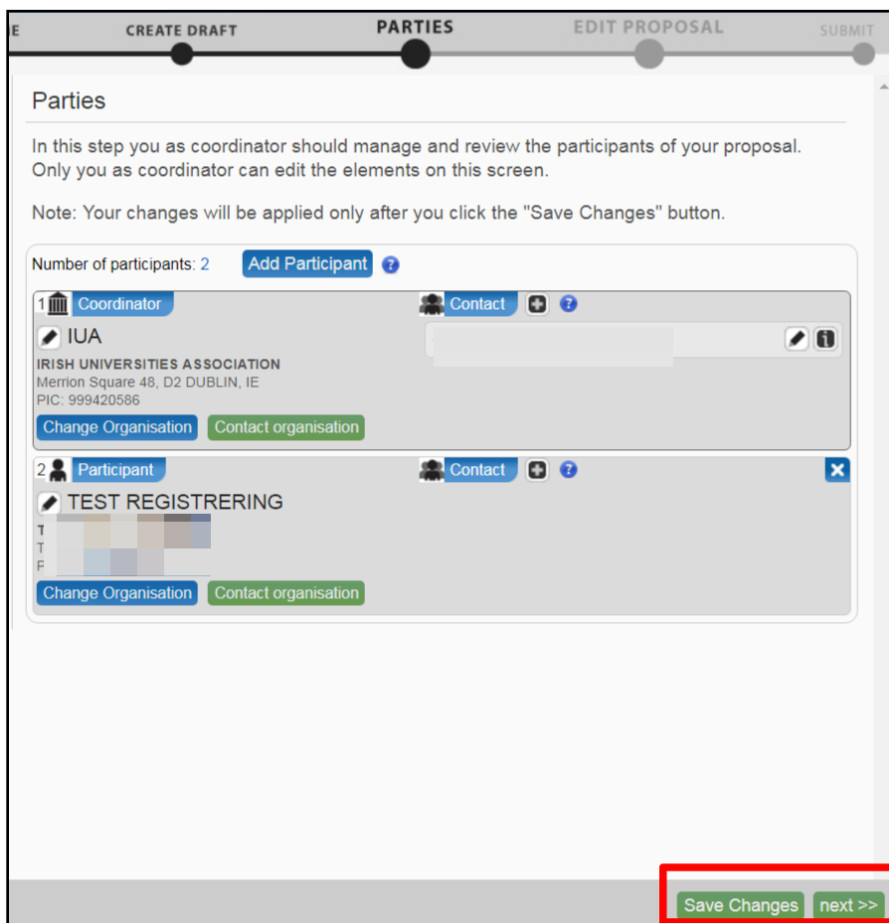 CREATE DRAFT PARTIES EDIT PROPOSAL SUBMIT
Parties
In this step you as coordinator should manage and review the participants of your proposal.
Only you as coordinator can edit the elements on this screen.
Note: Your changes will be applied only after you click the "Save Changes" button.
Number of participants: 2 Add Participant ?
1 Coordinator Contact + ?
IUA
IRISH UNIVERSITIES ASSOCIATION
Merrion Square 48, D2 DUBLIN, IE
PIC: 999420586
Change Organisation Contact organisation
2 Participant Contact + ?
TEST REGISTRERING
Change Organisation Contact organisation
Save Changes next >>